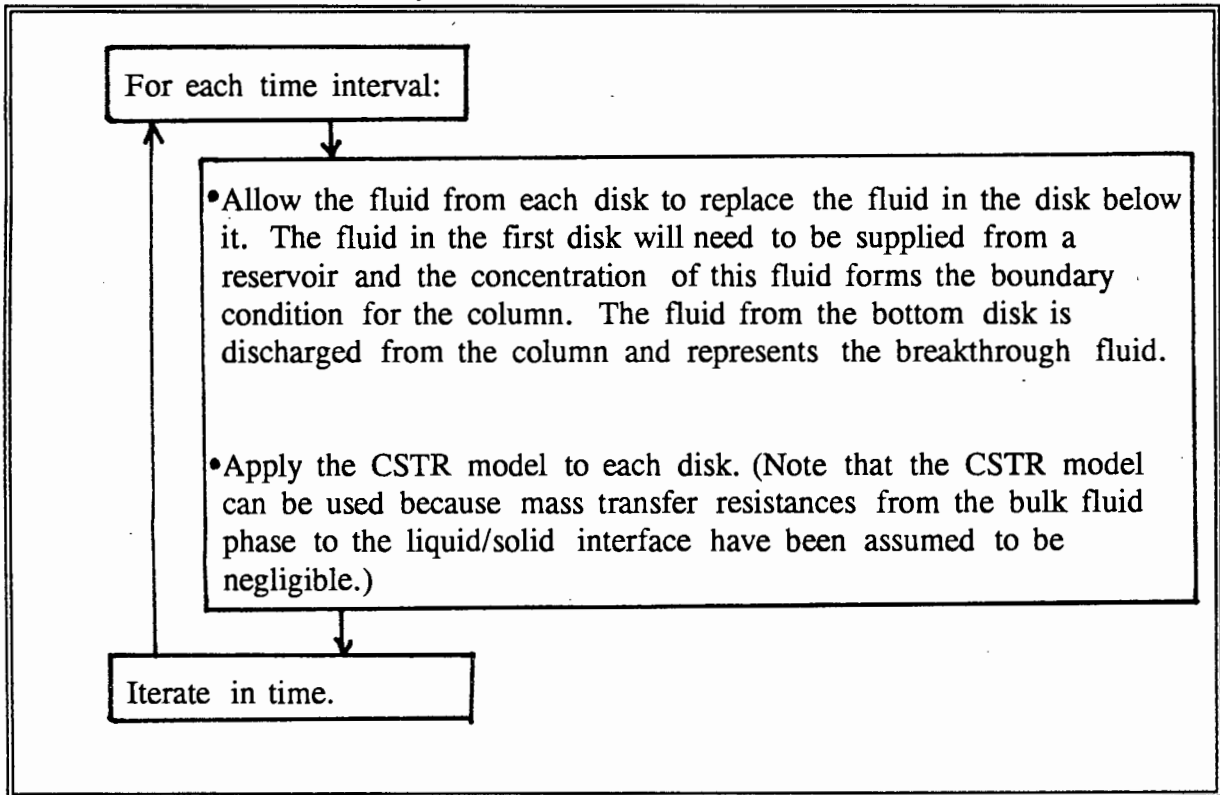 For each time interval:
•Allow the fluid from each disk to replace the fluid in the disk below
it. The fluid in the first disk will need to be supplied from a
reservoir and the concentration of this fluid forms the boundary
condition for the column. The fluid from the bottom disk is
discharged from the column and represents the breakthrough fluid.
•Apply the CSTR model to each disk. (Note that the CSTR model
can be used because mass transfer resistances from the bulk fluid
phase to the liquid/solid interface have been assumed to be
negligible.)
Iterate in time.